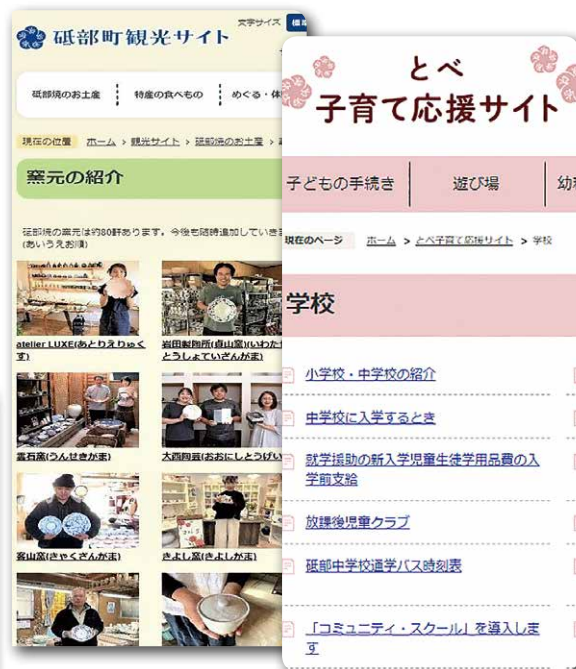 文字サイズ
砥部町観光サイト
砥部焼のお土産
特産の食べもの
めぐる・体
現在の位置 ホーム > 観光サイト > 砥部焼のお土産 >
窯元の紹介
砥部焼の窯元は約80軒あります。今後も随時追加していきま
(あいうえお順)
atelier LUXE(あとりえりゅく
す)
岩田製陶所(貞山窯)(いわた
とうしょていざんがま)
雲石窯(うんせきがま)
大西陶芸(おおにしとうげい
客山窯(きゃくざんがま)
きよし窯(きよしがま)
とべ
子育て応援サイト
子どもの手続き
遊び場
幼
現在のページ ホーム > とべ子育て応援サイト > 学校
学校
小学校・中学校の紹介
中学校に入学するとき
就学援助の新入学児童生徒学用品費の入
学前支給
放課後児童クラブ
砥部中学校通学バス時刻表
「コミュニティ・スクール」を導入しま
す